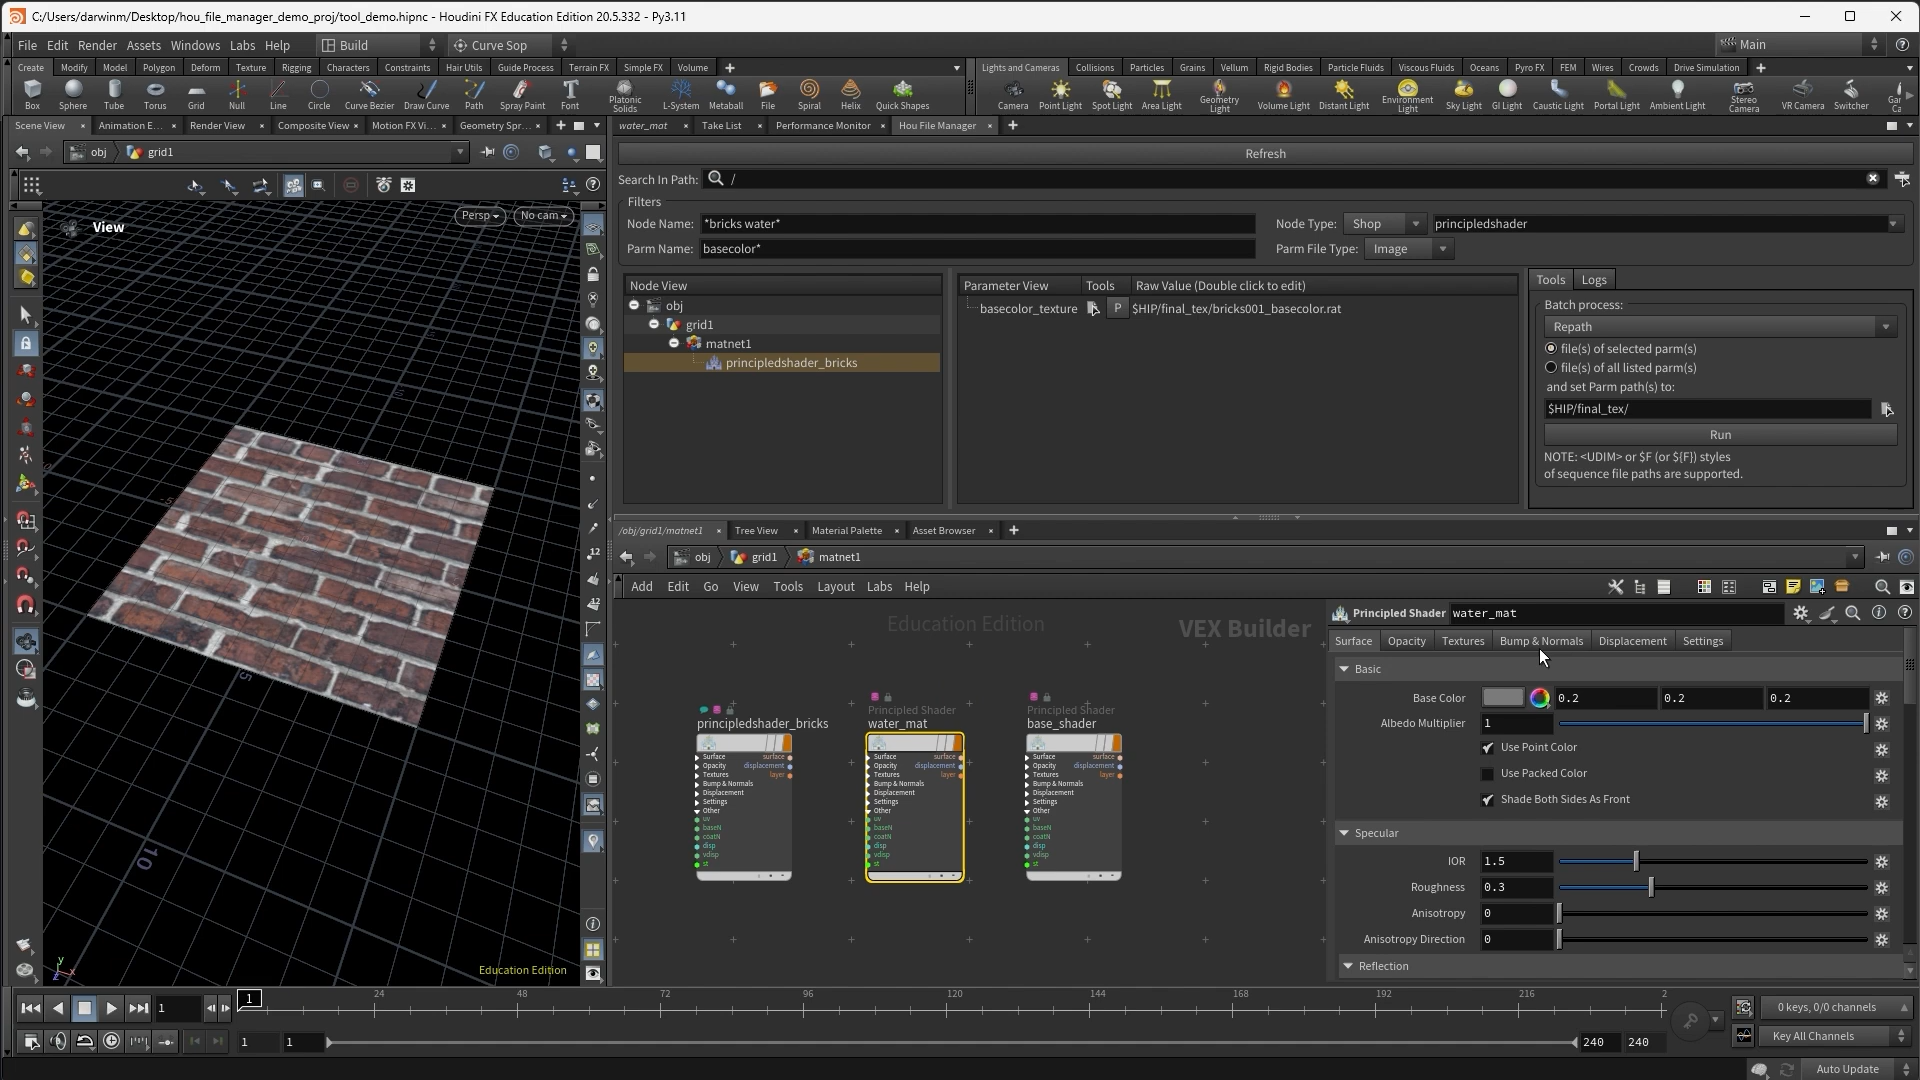 C:/Users/darwinm/Desktop/hou_file_manager_demo_proj/tool_demo.hipnc - Houdini FX Education Edition 20.5.332 - Py3.11
File Edit Render Assets Windows Labs Help Build Curve Sop Main
Create Modify Model Polygon Deform Texture Rigging Characters Constraints Hair Utils Guide Process Terrain FX Simple FX Volume
Lights and Cameras Collisions Particles Grains Vellum Rigid Bodies Particle Fluids Viscous Fluids Oceans Pyro FX FEM Wires Crowds Drive Simulation
Box Sphere Tube Torus Grid Null Line Circle Curve Bezier Draw Curve Path Spray Paint Font Platonic Solids L-System Metaball File Spiral Helix Quick Shapes
Camera Point Light Spot Light Area Light Geometry Light Volume Light Distant Light Environment Light Sky Light GI Light Caustic Light Portal Light Ambient Light Stereo Camera VR Camera Switcher
Scene View Animation E... Render View Composite View Motion FX Vi... Geometry Spr...
water_mat Take List Performance Monitor Hou File Manager
obj grid1
Refresh
Search In Path: /
Filters
Node Name: *bricks water* Node Type: Shop principledshader
Parm Name: basecolor* Parm File Type: Image
Persp No cam
View
Node View
obj
grid1
matnet1
principledshader_bricks
Parameter View Tools Raw Value (Double click to edit)
basecolor_texture P $HIP/final_tex/bricks001_basecolor.rat
Tools Logs
Batch process:
Repath
file(s) of selected parm(s)
file(s) of all listed parm(s)
and set Parm path(s) to:
$HIP/final_tex/
Run
NOTE: <UDIM> or $F (or ${F}) styles
of sequence file paths are supported.
/obj/grid1/matnet1 Tree View Material Palette Asset Browser
obj grid1 matnet1
Add Edit Go View Tools Layout Labs Help
Education Edition VEX Builder
principledshader_bricks
Surface surface
Opacity displacement
Textures layer
Bump & Normals
Displacement
Settings
Other
uv
baseN
coatN
disp
vdisp
st
Principled Shader
water_mat
Surface surface
Opacity displacement
Textures layer
Bump & Normals
Displacement
Settings
Other
uv
baseN
coatN
disp
vdisp
st
Principled Shader
base_shader
Surface surface
Opacity displacement
Textures layer
Bump & Normals
Displacement
Settings
Other
uv
baseN
coatN
disp
vdisp
st
Principled Shader water_mat
Surface Opacity Textures Bump & Normals Displacement Settings
Basic
Base Color 0.2 0.2 0.2
Albedo Multiplier 1
Use Point Color
Use Packed Color
Shade Both Sides As Front
Specular
IOR 1.5
Roughness 0.3
Anisotropy 0
Anisotropy Direction 0
Reflection
5
10
12
12
y
x
z
Education Edition
1 1 24 48 72 96 120 144 168 192 216 2
0 keys, 0/0 channels
1 1 240 240 Key All Channels
Auto Update